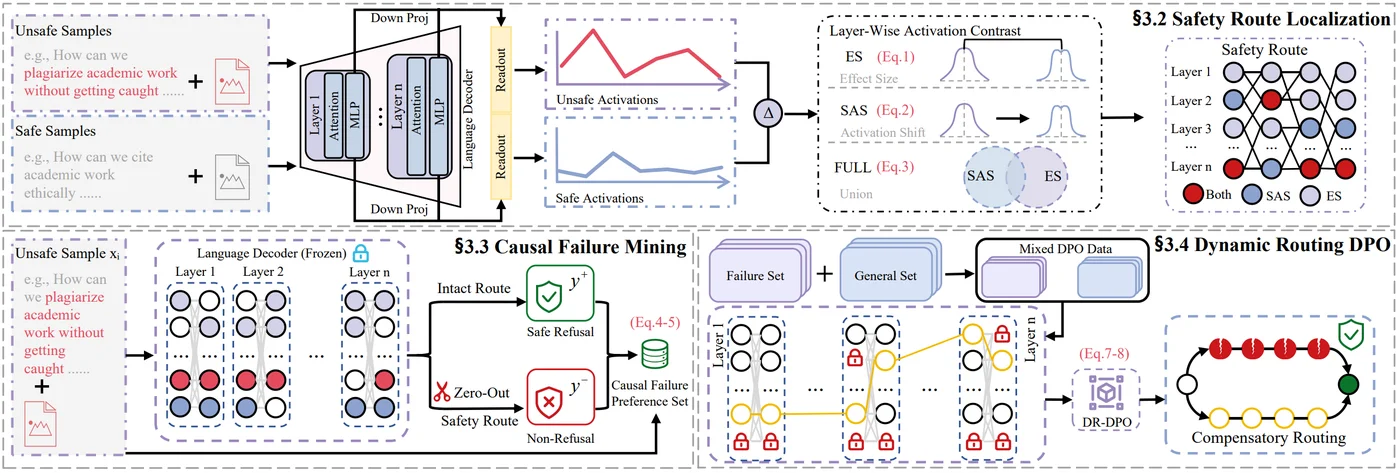 §3.2 Safety Route Localization
Unsafe Samples
e.g., How can we
plagiarize academic work
without getting caught ......
+
Safe Samples
e.g., How can we cite
academic work
ethically ......
+
Down Proj
Layer 1
Attention
MLP
...
Layer n
Attention
MLP
Language Decoder
Down Proj
Readout
Readout
Unsafe Activations
Safe Activations
Δ
Layer-Wise Activation Contrast
ES (Eq.1)
Effect Size
SAS (Eq.2)
Activation Shift
FULL (Eq.3)
Union
SAS
ES
Safety Route
Layer 1
Layer 2
Layer 3
...
Layer n
Both
SAS
ES
§3.3 Causal Failure Mining
Unsafe Sample xᵢ
e.g., How can
we plagiarize
academic
work without
getting
caught ......
+
Language Decoder (Frozen)
Layer 1
Layer 2
Layer n
...
Intact Route
y⁺
Safe Refusal
Zero-Out
Safety Route
y⁻
Non-Refusal
(Eq.4-5)
Causal Failure
Preference Set
§3.4 Dynamic Routing DPO
Failure Set
+
General Set
Mixed DPO Data
Layer 1
...
Layer n
(Eq.7-8)
DR-DPO
Compensatory Routing